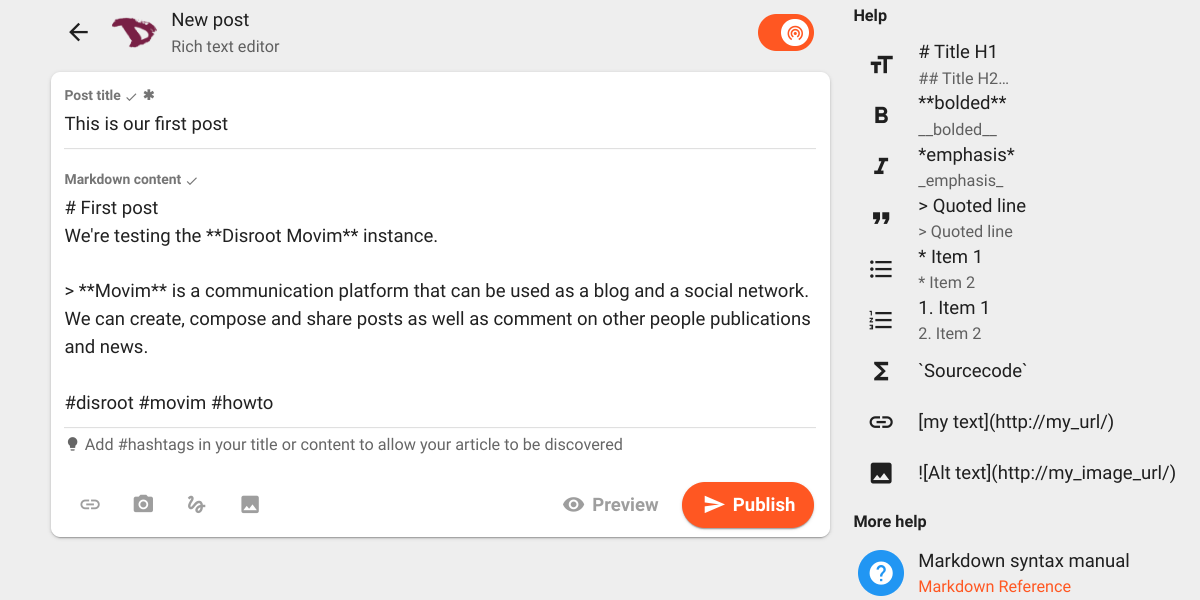 New post
Rich text editor
Post title ✓ ✱
This is our first post
Markdown content ✓
# First post
We're testing the **Disroot Movim** instance.
> **Movim** is a communication platform that can be used as a blog and a social network.
We can create, compose and share posts as well as comment on other people publications
and news.
#disroot #movim #howto
Add #hashtags in your title or content to allow your article to be discovered
Preview
Publish
Help
# Title H1
## Title H2...
**bolded**
__bolded__
*emphasis*
_emphasis_
> Quoted line
> Quoted line
* Item 1
* Item 2
1. Item 1
2. Item 2
`Sourcecode`
[my text](http://my_url/)
![Alt text](http://my_image_url/)
More help
Markdown syntax manual
Markdown Reference